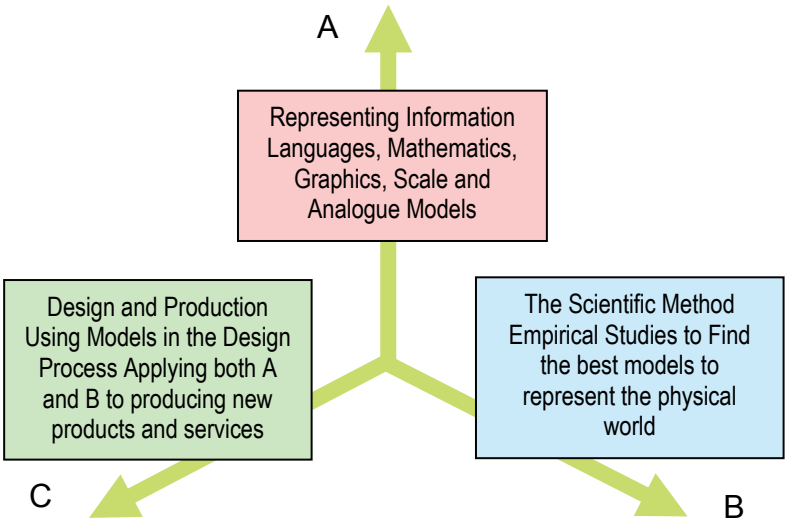 A
Representing Information
Languages, Mathematics,
Graphics, Scale and
Analogue Models
Design and Production
Using Models in the Design
Process Applying both A
and B to producing new
products and services
The Scientific Method
Empirical Studies to Find
the best models to
represent the physical
world
C
B